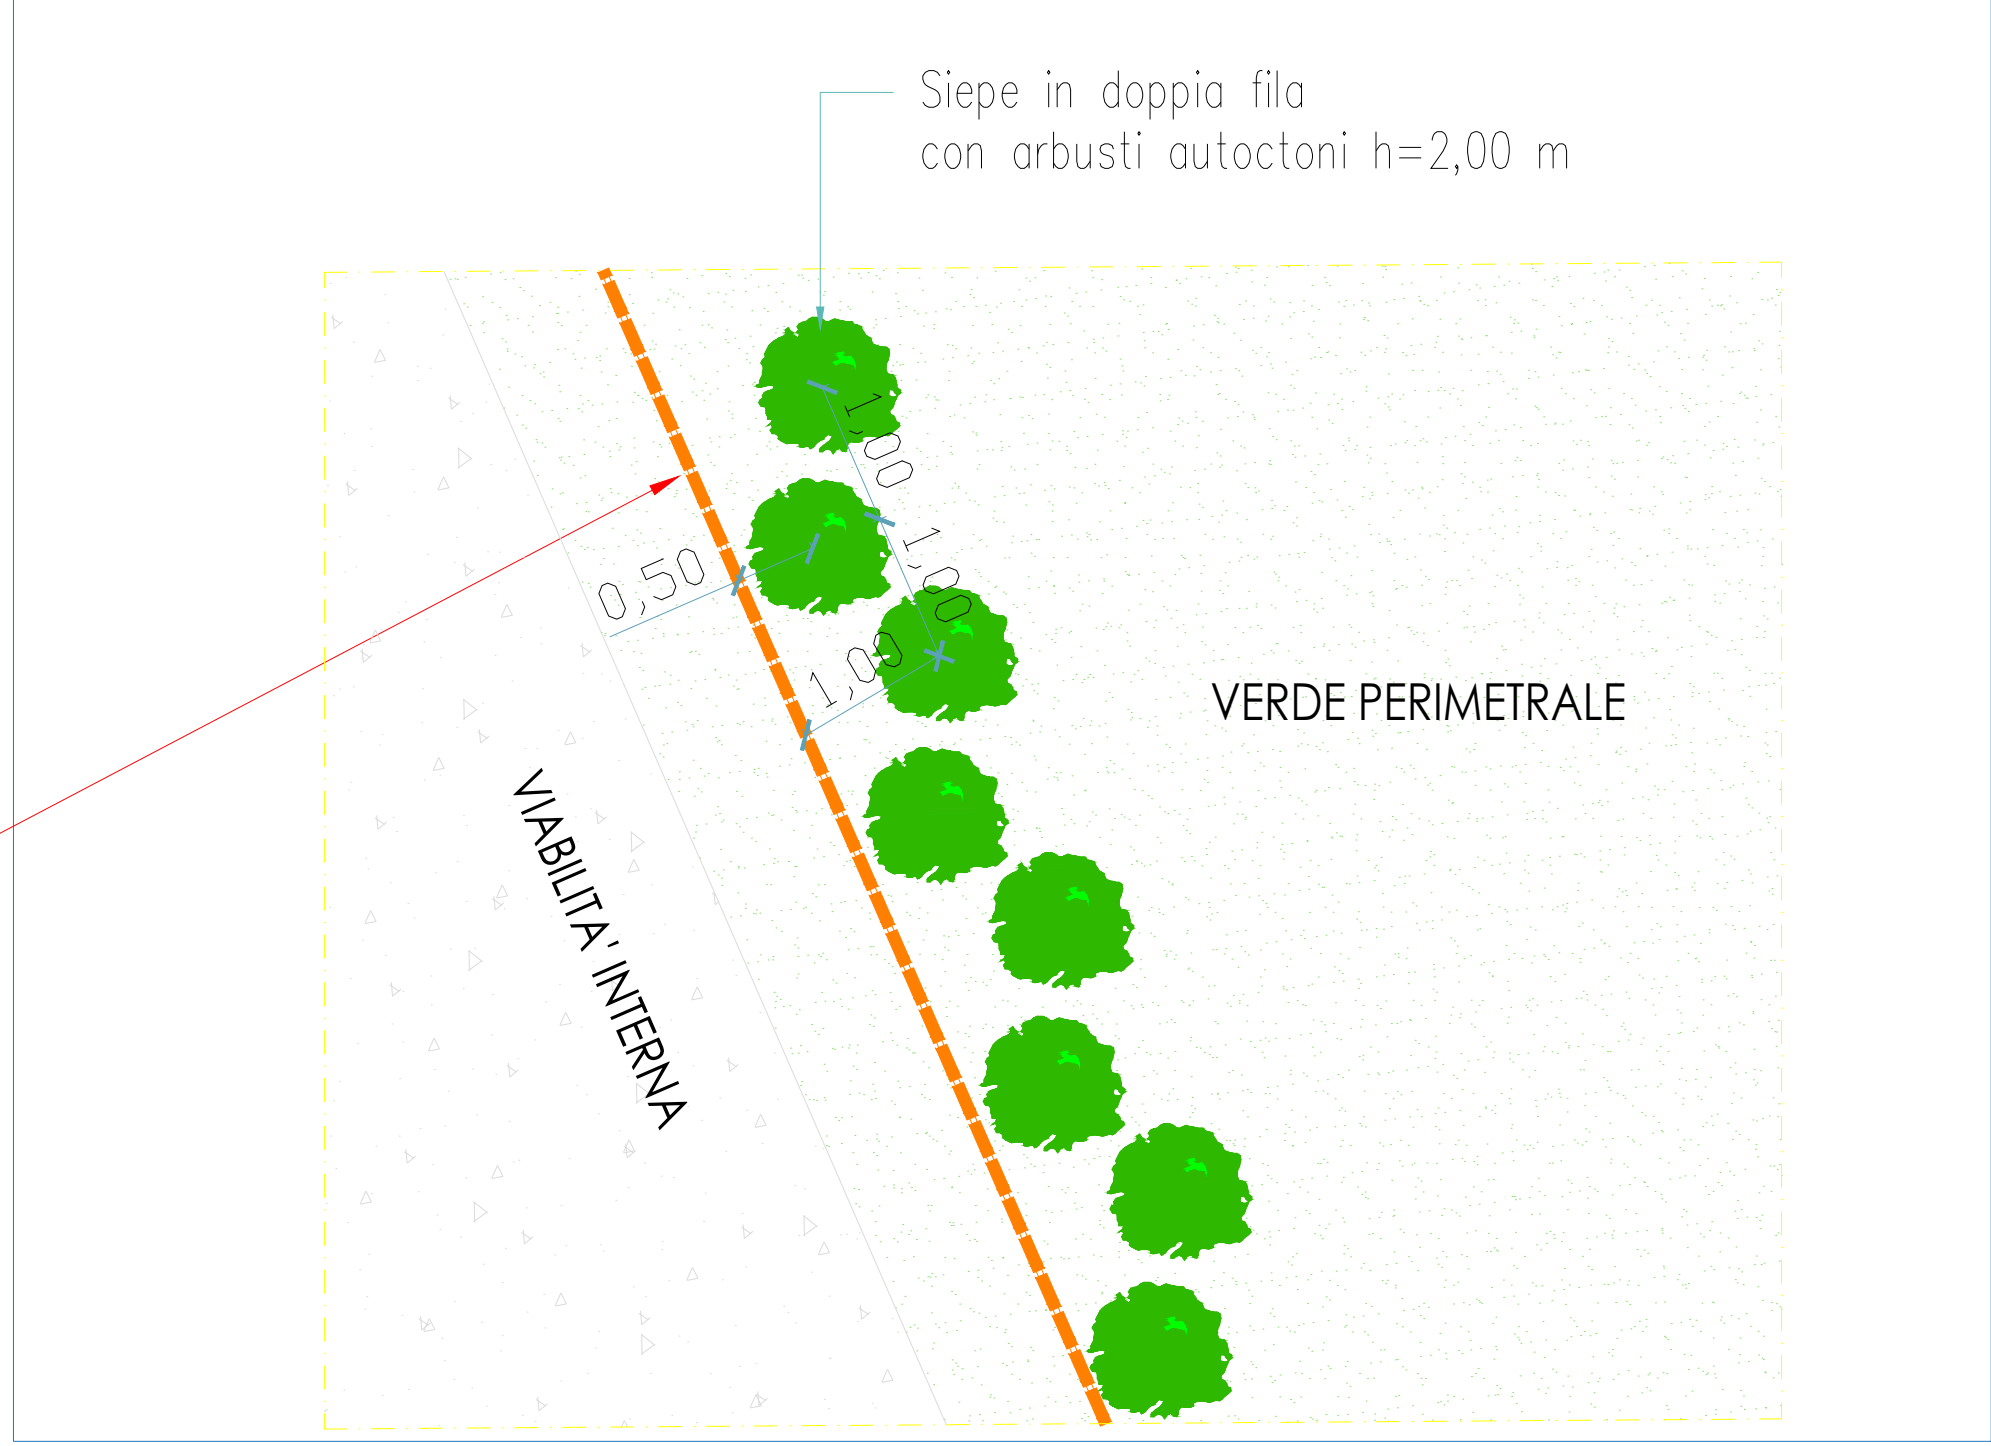 Siepe in doppia fila
con arbusti autoctoni h=2,00 m
1,00
0,50
1,00
1,00
VERDE PERIMETRALE
VIABILITA' INTERNA